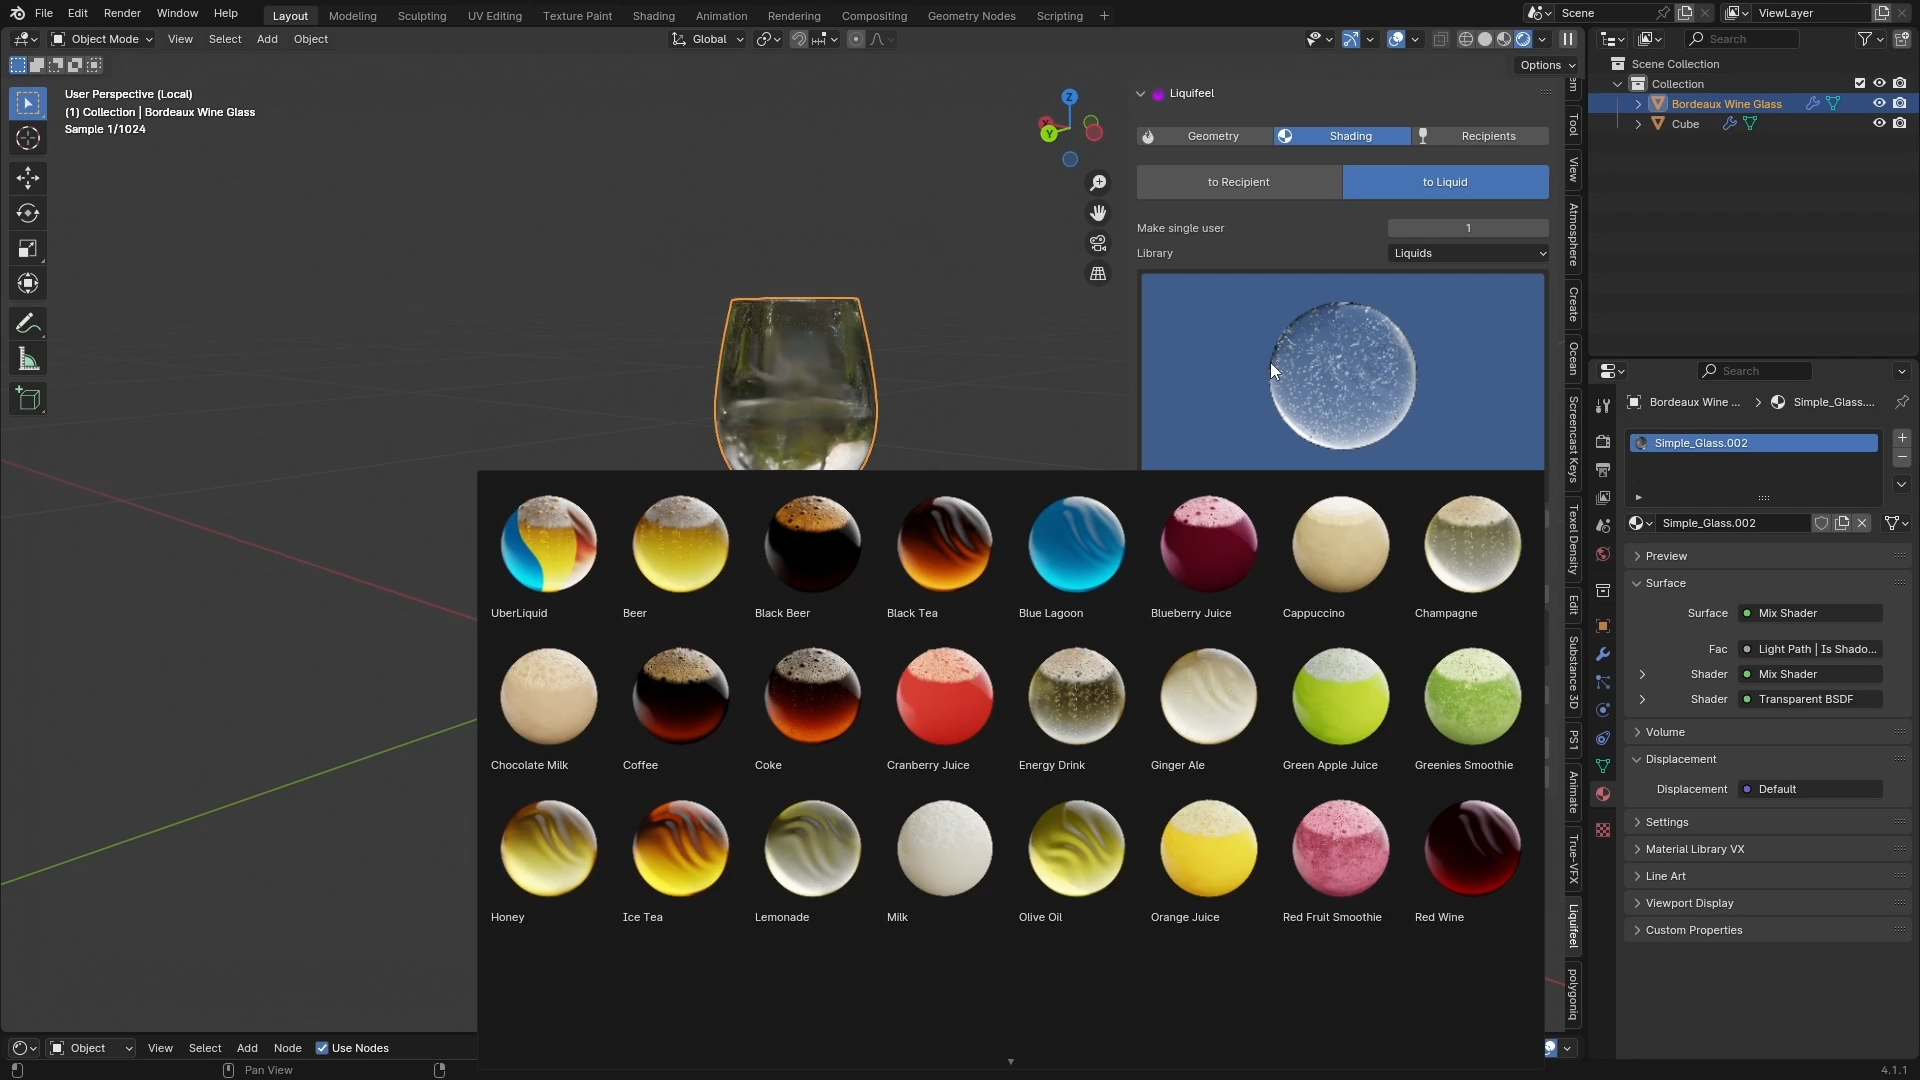 File Edit Render Window Help Layout Modeling Sculpting UV Editing Texture Paint Shading Animation Rendering Compositing Geometry Nodes Scripting + Scene ViewLayer
Object Mode View Select Add Object Global Search
Options
User Perspective (Local)
(1) Collection | Bordeaux Wine Glass
Sample 1/1024
Z
Y
Liquifeel
Geometry Shading Recipients
to Recipient to Liquid
Make single user 1
Library Liquids
Tool
View
Atmosphere
Create
Ocean
Screencast Keys
Texel Density
Edit
Substance 3D
PS1
Animate
True-VFX
Liquifeel
polygoniq
Scene Collection
Collection
Bordeaux Wine Glass
Cube
Search
Bordeaux Wine ... > Simple_Glass....
Simple_Glass.002
Simple_Glass.002
Preview
Surface
Surface Mix Shader
Fac Light Path | Is Shado...
Shader Mix Shader
Shader Transparent BSDF
Volume
Displacement
Displacement Default
Settings
Material Library VX
Line Art
Viewport Display
Custom Properties
UberLiquid Beer Black Beer Black Tea Blue Lagoon Blueberry Juice Cappuccino Champagne
Chocolate Milk Coffee Coke Cranberry Juice Energy Drink Ginger Ale Green Apple Juice Greenies Smoothie
Honey Ice Tea Lemonade Milk Olive Oil Orange Juice Red Fruit Smoothie Red Wine
Object View Select Add Node Use Nodes
Pan View 4.1.1